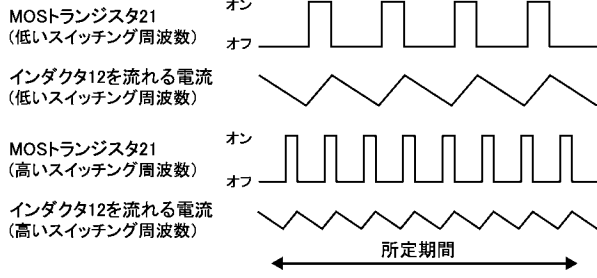 MOSトランジスタ21
(低いスイッチング周波数)
オン
オフ
インダクタ12を流れる電流
(低いスイッチング周波数)
MOSトランジスタ21
(高いスイッチング周波数)
オン
オフ
インダクタ12を流れる電流
(高いスイッチング周波数)
所定期間